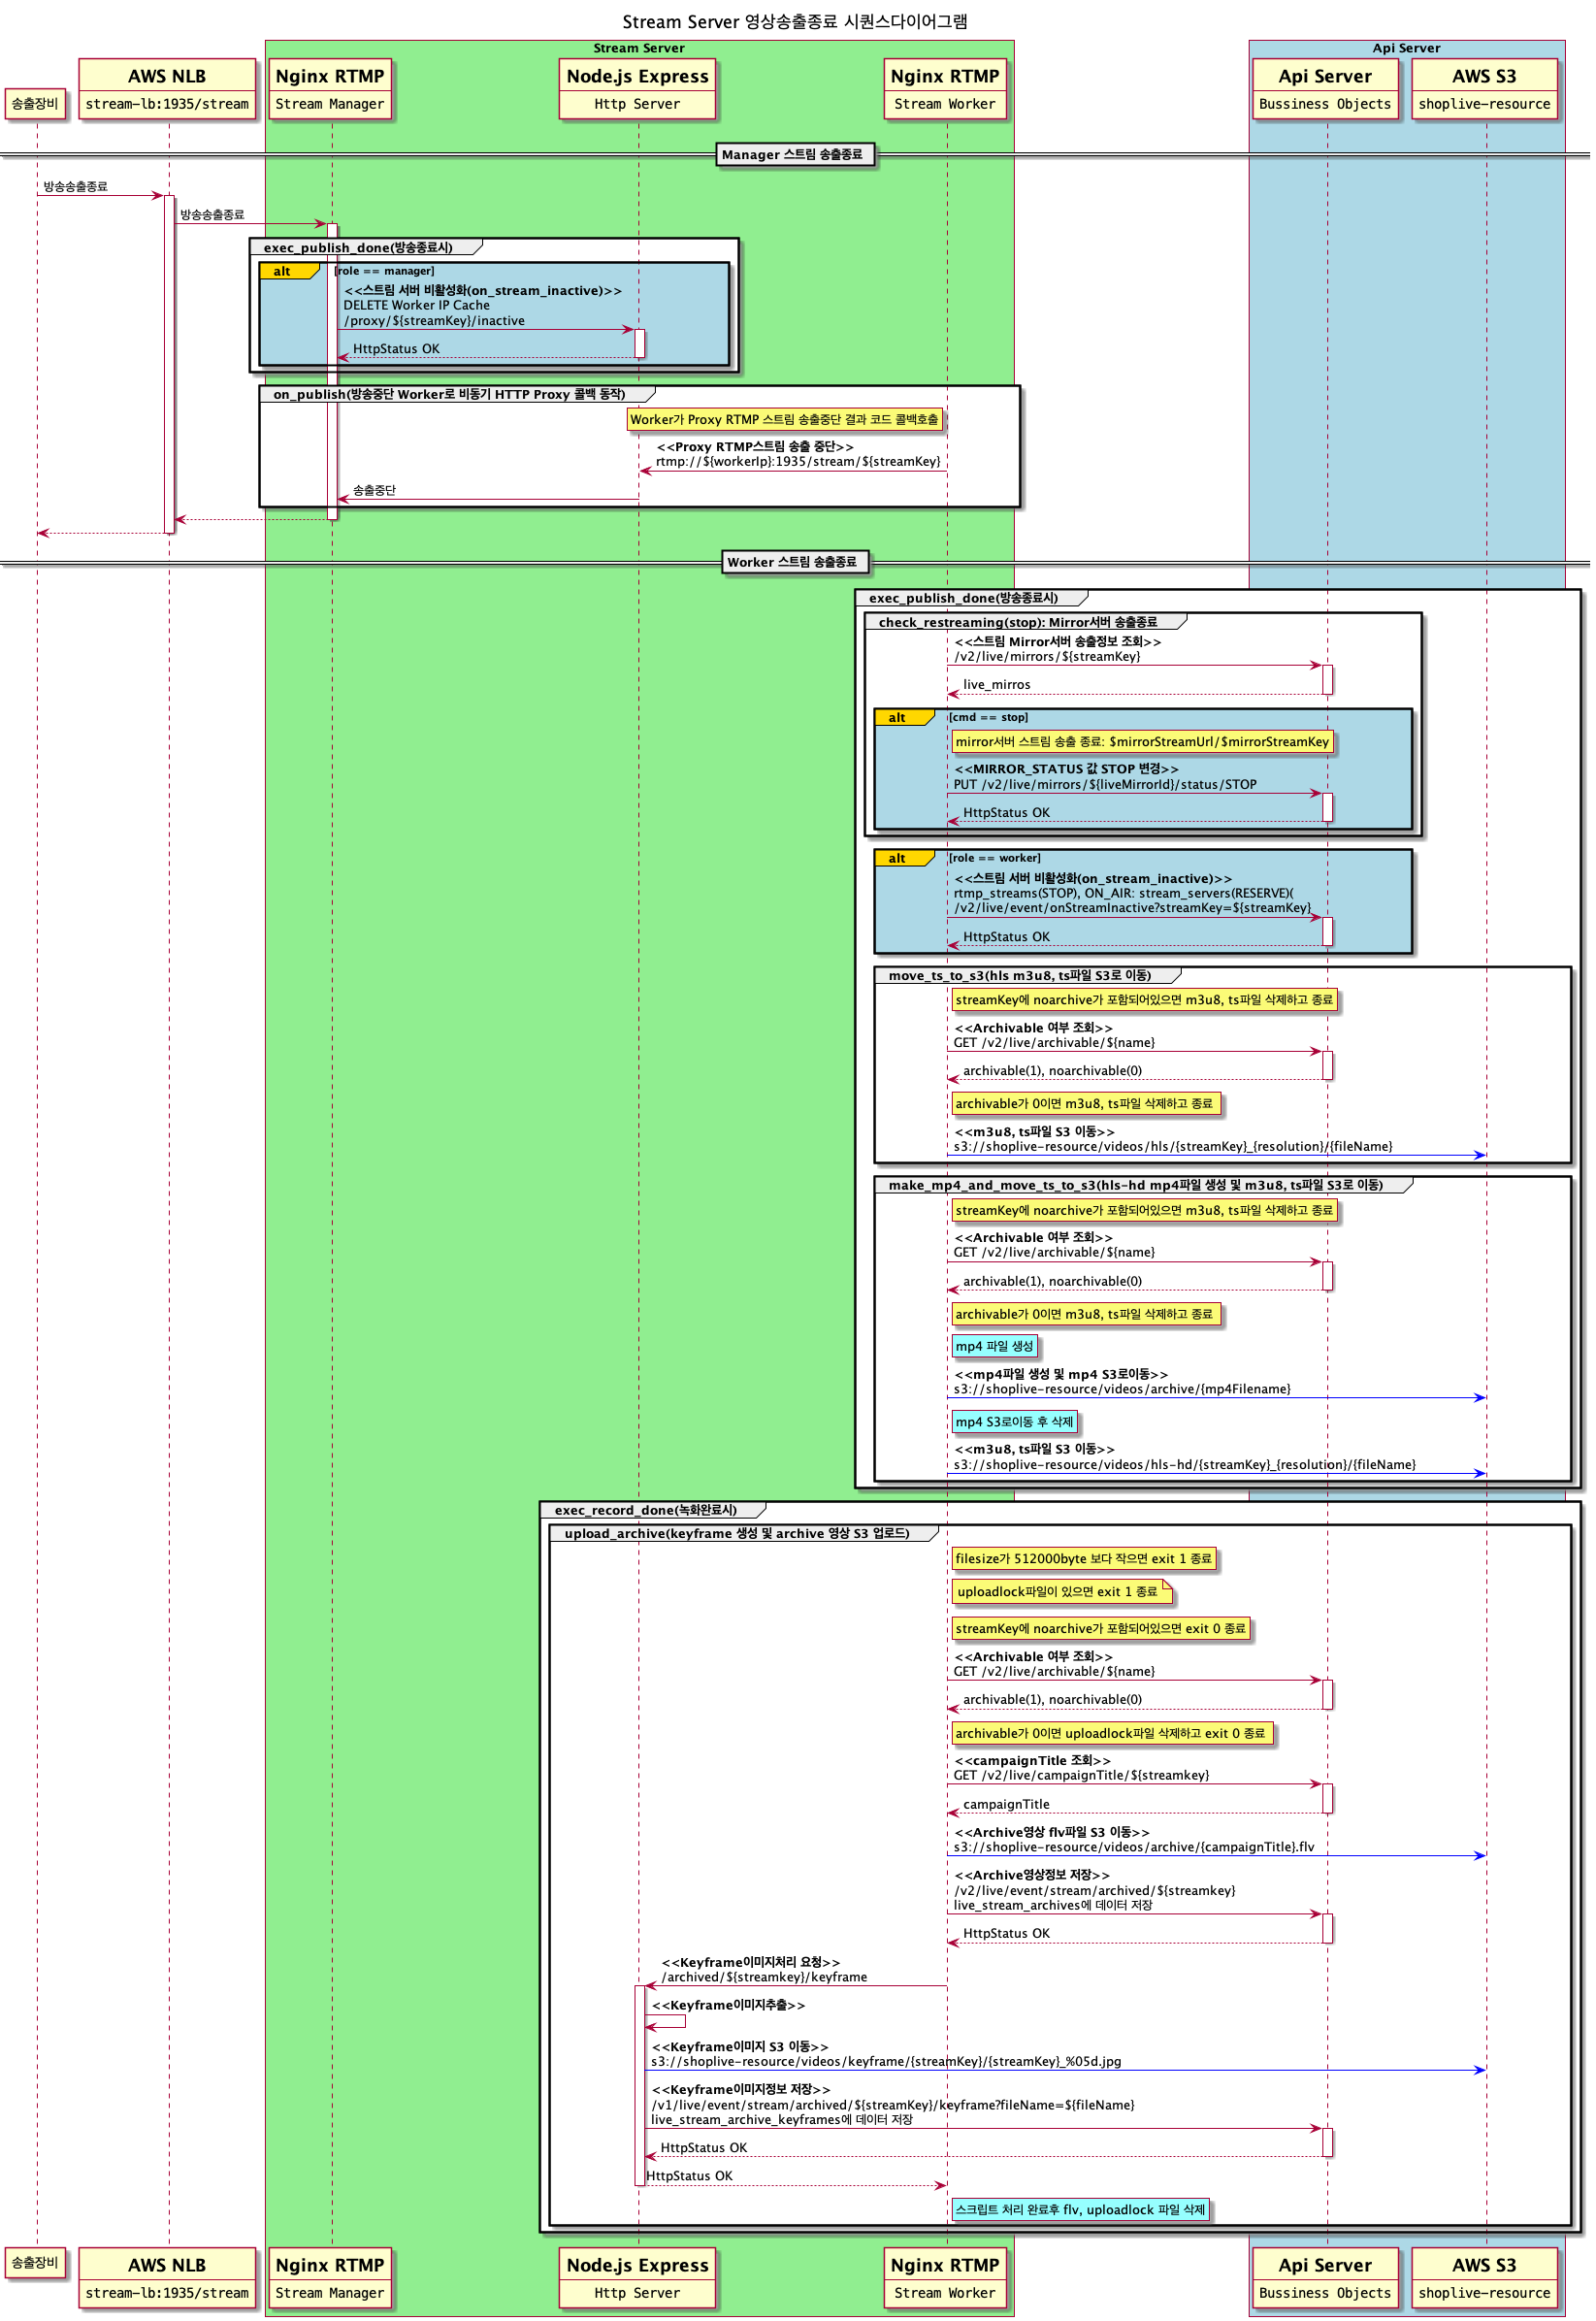 Stream Server 영상송출종료 시퀀스다이어그램
Stream Server
Api Server
송출장비
AWS NLB
stream-lb:1935/stream
Nginx RTMP
Stream Manager
Node.js Express
Http Server
Nginx RTMP
Stream Worker
Api Server
Bussiness Objects
AWS S3
shoplive-resource
Manager 스트림 송출종료
방송송출종료
방송송출종료
exec_publish_done(방송종료시)
alt
[role == manager]
<<스트림 서버 비활성화(on_stream_inactive)>>
DELETE Worker IP Cache
/proxy/${streamKey}/inactive
HttpStatus OK
on_publish(방송중단 Worker로 비동기 HTTP Proxy 콜백 동작)
Worker가 Proxy RTMP 스트림 송출중단 결과 코드 콜백호출
<<Proxy RTMP스트림 송출 중단>>
rtmp://${workerIp}:1935/stream/${streamKey}
송출중단
Worker 스트림 송출종료
exec_publish_done(방송종료시)
check_restreaming(stop): Mirror서버 송출종료
<<스트림 Mirror서버 송출정보 조회>>
/v2/live/mirrors/${streamKey}
live_mirros
alt
[cmd == stop]
mirror서버 스트림 송출 종료: $mirrorStreamUrl/$mirrorStreamKey
<<MIRROR_STATUS 값 STOP 변경>>
PUT /v2/live/mirrors/${liveMirrorId}/status/STOP
HttpStatus OK
alt
[role == worker]
<<스트림 서버 비활성화(on_stream_inactive)>>
rtmp_streams(STOP), ON_AIR: stream_servers(RESERVE)(
/v2/live/event/onStreamInactive?streamKey=${streamKey}
HttpStatus OK
move_ts_to_s3(hls m3u8, ts파일 S3로 이동)
streamKey에 noarchive가 포함되어있으면 m3u8, ts파일 삭제하고 종료
<<Archivable 여부 조회>>
GET /v2/live/archivable/${name}
archivable(1), noarchivable(0)
archivable가 0이면 m3u8, ts파일 삭제하고 종료
<<m3u8, ts파일 S3 이동>>
s3://shoplive-resource/videos/hls/{streamKey}_{resolution}/{fileName}
make_mp4_and_move_ts_to_s3(hls-hd mp4파일 생성 및 m3u8, ts파일 S3로 이동)
streamKey에 noarchive가 포함되어있으면 m3u8, ts파일 삭제하고 종료
<<Archivable 여부 조회>>
GET /v2/live/archivable/${name}
archivable(1), noarchivable(0)
archivable가 0이면 m3u8, ts파일 삭제하고 종료
mp4 파일 생성
<<mp4파일 생성 및 mp4 S3로이동>>
s3://shoplive-resource/videos/archive/{mp4Filename}
mp4 S3로이동 후 삭제
<<m3u8, ts파일 S3 이동>>
s3://shoplive-resource/videos/hls-hd/{streamKey}_{resolution}/{fileName}
exec_record_done(녹화완료시)
upload_archive(keyframe 생성 및 archive 영상 S3 업로드)
filesize가 512000byte 보다 작으면 exit 1 종료
uploadlock파일이 있으면 exit 1 종료
streamKey에 noarchive가 포함되어있으면 exit 0 종료
<<Archivable 여부 조회>>
GET /v2/live/archivable/${name}
archivable(1), noarchivable(0)
archivable가 0이면 uploadlock파일 삭제하고 exit 0 종료
<<campaignTitle 조회>>
GET /v2/live/campaignTitle/${streamkey}
campaignTitle
<<Archive영상 flv파일 S3 이동>>
s3://shoplive-resource/videos/archive/{campaignTitle}.flv
<<Archive영상정보 저장>>
/v2/live/event/stream/archived/${streamkey}
live_stream_archives에 데이터 저장
HttpStatus OK
<<Keyframe이미지처리 요청>>
/archived/${streamkey}/keyframe
<<Keyframe이미지추출>>
<<Keyframe이미지 S3 이동>>
s3://shoplive-resource/videos/keyframe/{streamKey}/{streamKey}_%05d.jpg
<<Keyframe이미지정보 저장>>
/v1/live/event/stream/archived/${streamKey}/keyframe?fileName=${fileName}
live_stream_archive_keyframes에 데이터 저장
HttpStatus OK
HttpStatus OK
스크립트 처리 완료후 flv, uploadlock 파일 삭제
송출장비
AWS NLB
stream-lb:1935/stream
Nginx RTMP
Stream Manager
Node.js Express
Http Server
Nginx RTMP
Stream Worker
Api Server
Bussiness Objects
AWS S3
shoplive-resource